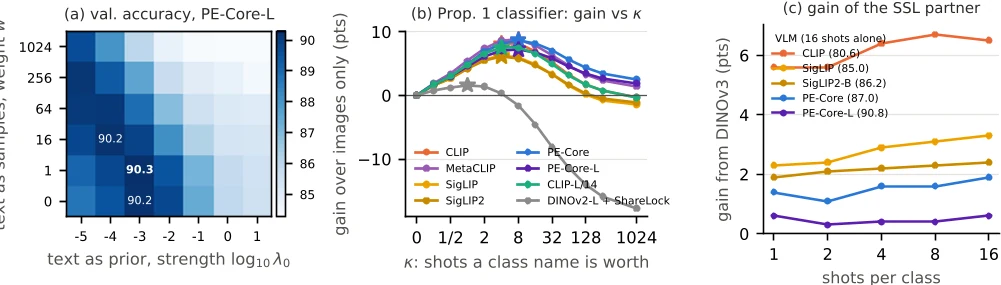 (a) val. accuracy, PE-Core-L
text as samples, weight w
1024
256
64
16
1
0
90.2
90.3
90.2
-5 -4 -3 -2 -1 0 1
text as prior, strength log₁₀ λ₀
90
89
88
87
86
85
(b) Prop. 1 classifier: gain vs κ
gain over images only (pts)
10
0
−10
CLIP
MetaCLIP
SigLIP
SigLIP2
PE-Core
PE-Core-L
CLIP-L/14
DINOv2-L + ShareLock
0 1/2 2 8 32 128 1024
κ: shots a class name is worth
(c) gain of the SSL partner
gain from DINOv3 (pts)
6
4
2
0
VLM (16 shots alone)
CLIP (80.6)
SigLIP (85.0)
SigLIP2-B (86.2)
PE-Core (87.0)
PE-Core-L (90.8)
1 2 4 8 16
shots per class